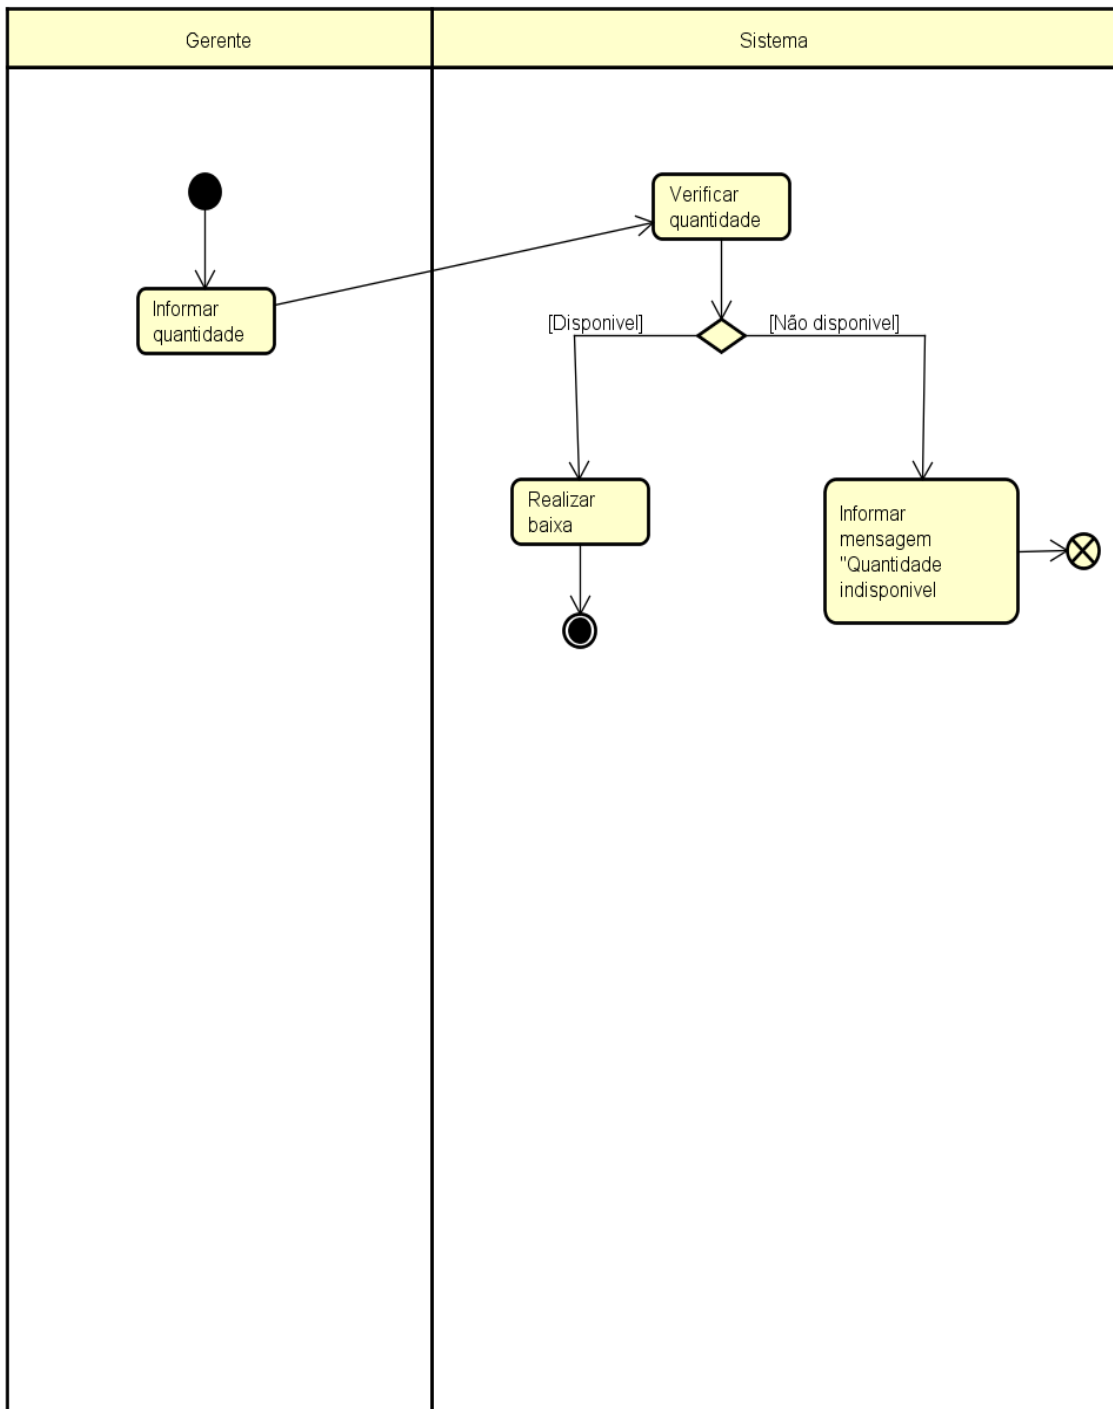 Gerente
Sistema
Verificar
quantidade
Informar
quantidade
[Disponivel]
[Não disponivel]
Realizar
baixa
Informar
mensagem
"Quantidade
indisponivel